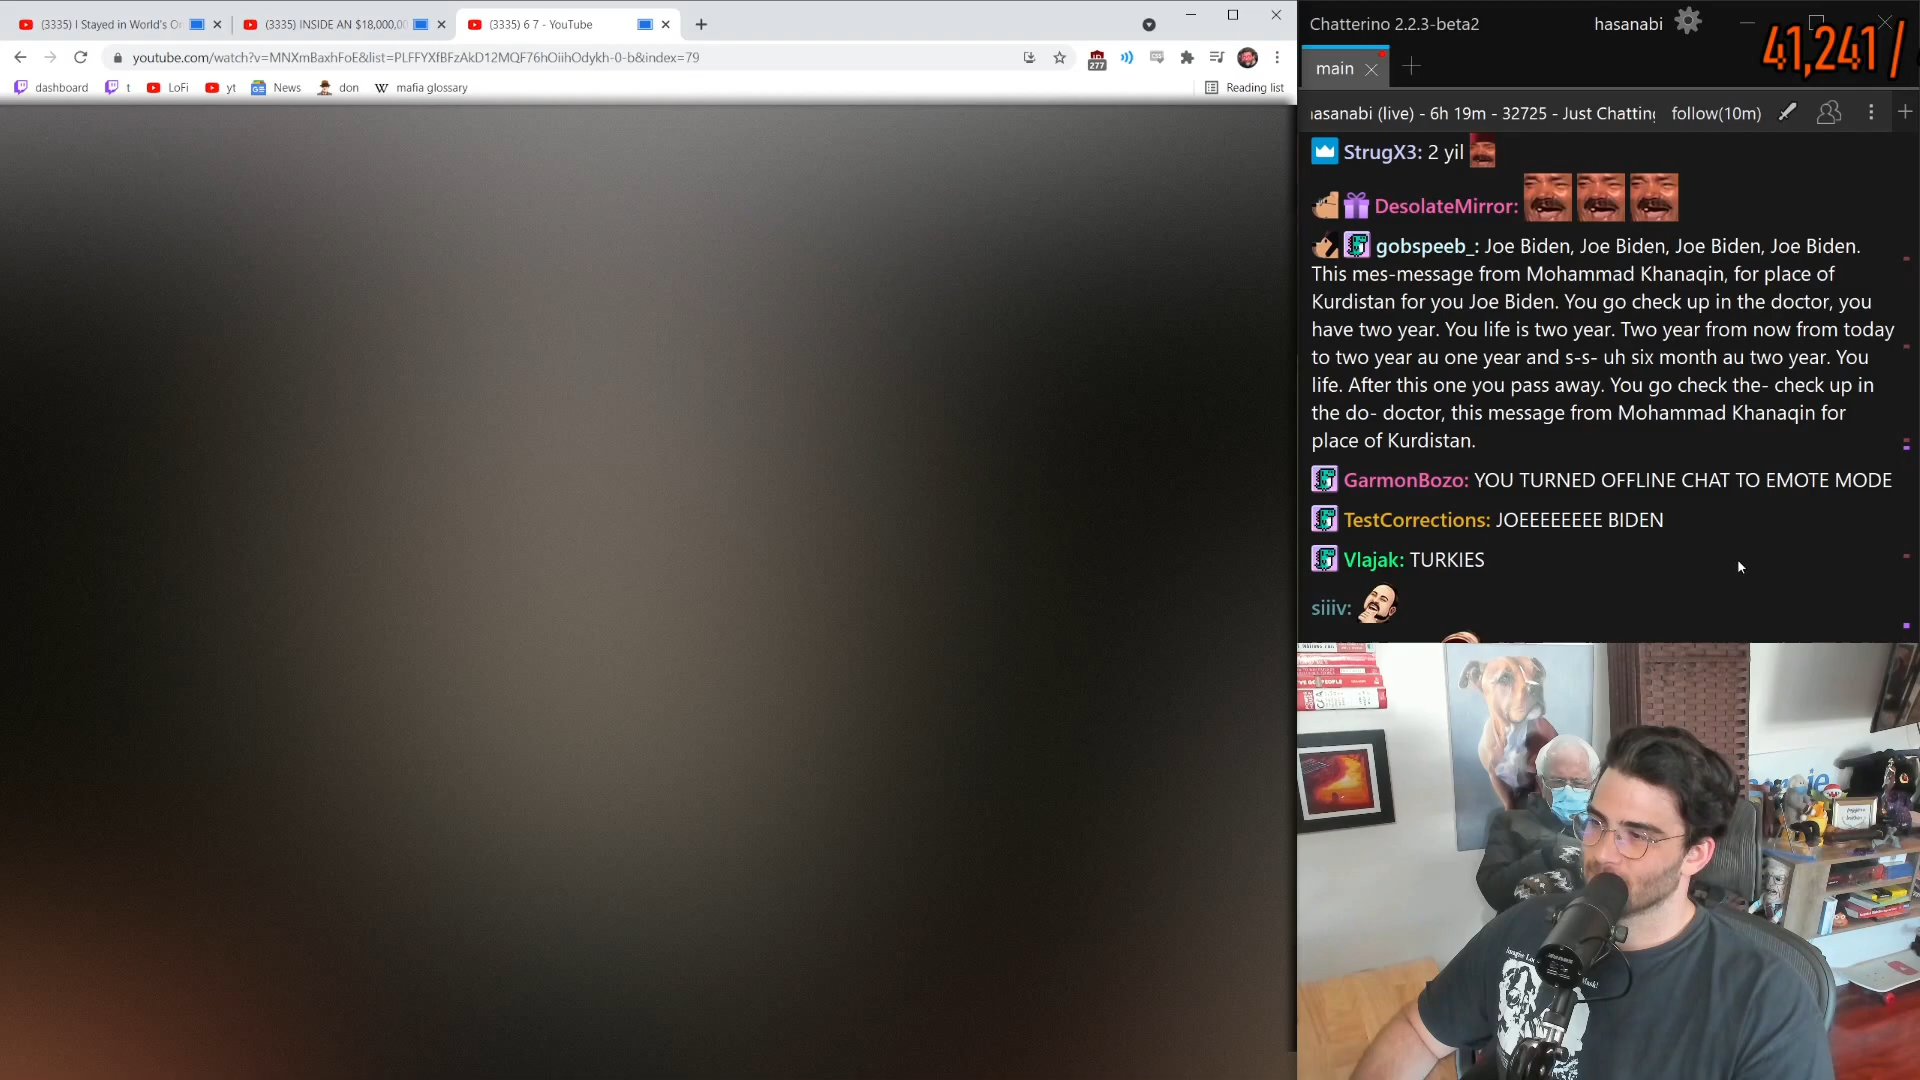 (3335) I Stayed in World's O
(3335) INSIDE AN $18,000,00
(3335) 6 7 - YouTube
youtube.com/watch?v=MNXmBaxhFoE&list=PLFFYXfBFzAkD12MQF76hOiihOdykh-0-b&index=79
277
dashboard
t
LoFi
yt
News
don
mafia glossary
Reading list
Chatterino 2.2.3-beta2
hasanabi
41,241 /
main
asanabi (live) - 6h 19m - 32725 - Just Chatting
follow(10m)
StrugX3: 2 yil
DesolateMirror:
gobspeeb_: Joe Biden, Joe Biden, Joe Biden, Joe Biden.
This mes-message from Mohammad Khanaqin, for place of
Kurdistan for you Joe Biden. You go check up in the doctor, you
have two year. You life is two year. Two year from now from today
to two year au one year and s-s- uh six month au two year. You
life. After this one you pass away. You go check the- check up in
the do- doctor, this message from Mohammad Khanaqin for
place of Kurdistan.
GarmonBozo: YOU TURNED OFFLINE CHAT TO EMOTE MODE
TestCorrections: JOEEEEEEEE BIDEN
Vlajak: TURKIES
siiiv: